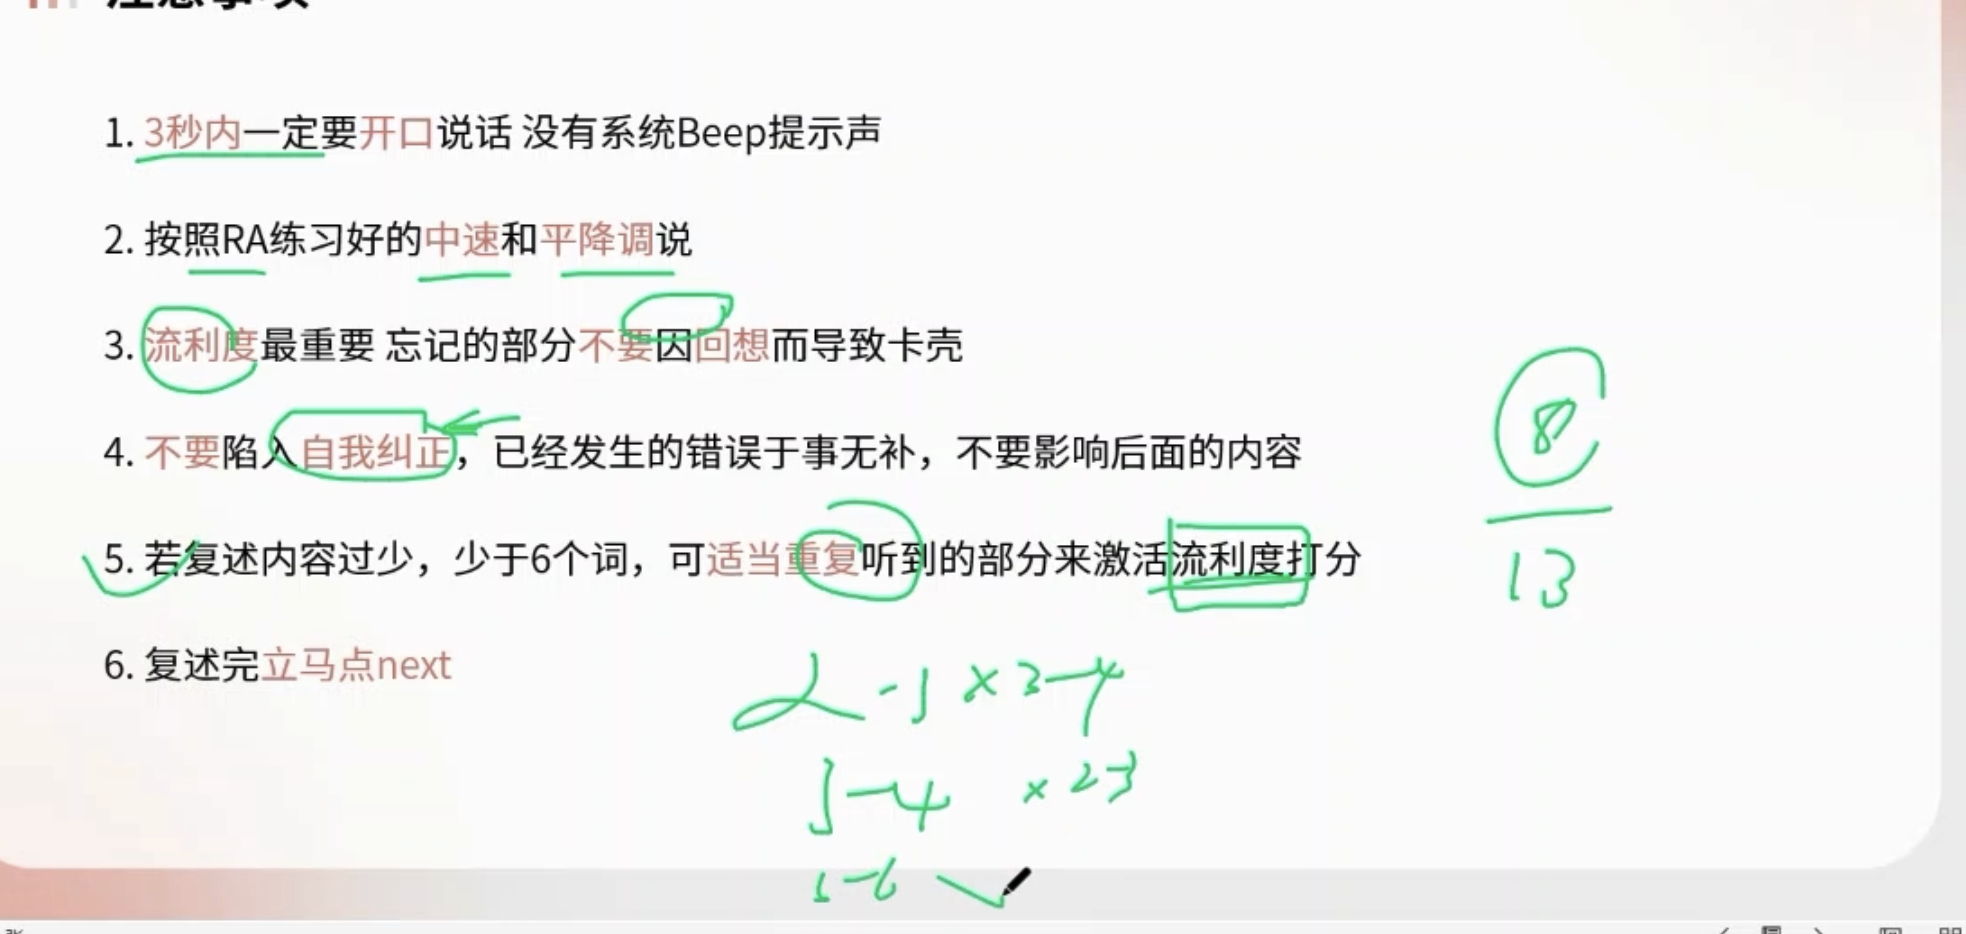 注意事项
1. 3秒内一定要开口说话 没有系统Beep提示声
2. 按照RA练习好的中速和平降调说
3. 流利度最重要 忘记的部分不要因回想而导致卡壳
4. 不要陷入自我纠正，已经发生的错误于事无补，不要影响后面的内容
8
13
5. 若复述内容过少，少于6个词，可适当重复听到的部分来激活流利度打分
6. 复述完立马点next
2-3 × 3-4
3-4 × 2-3
5-6